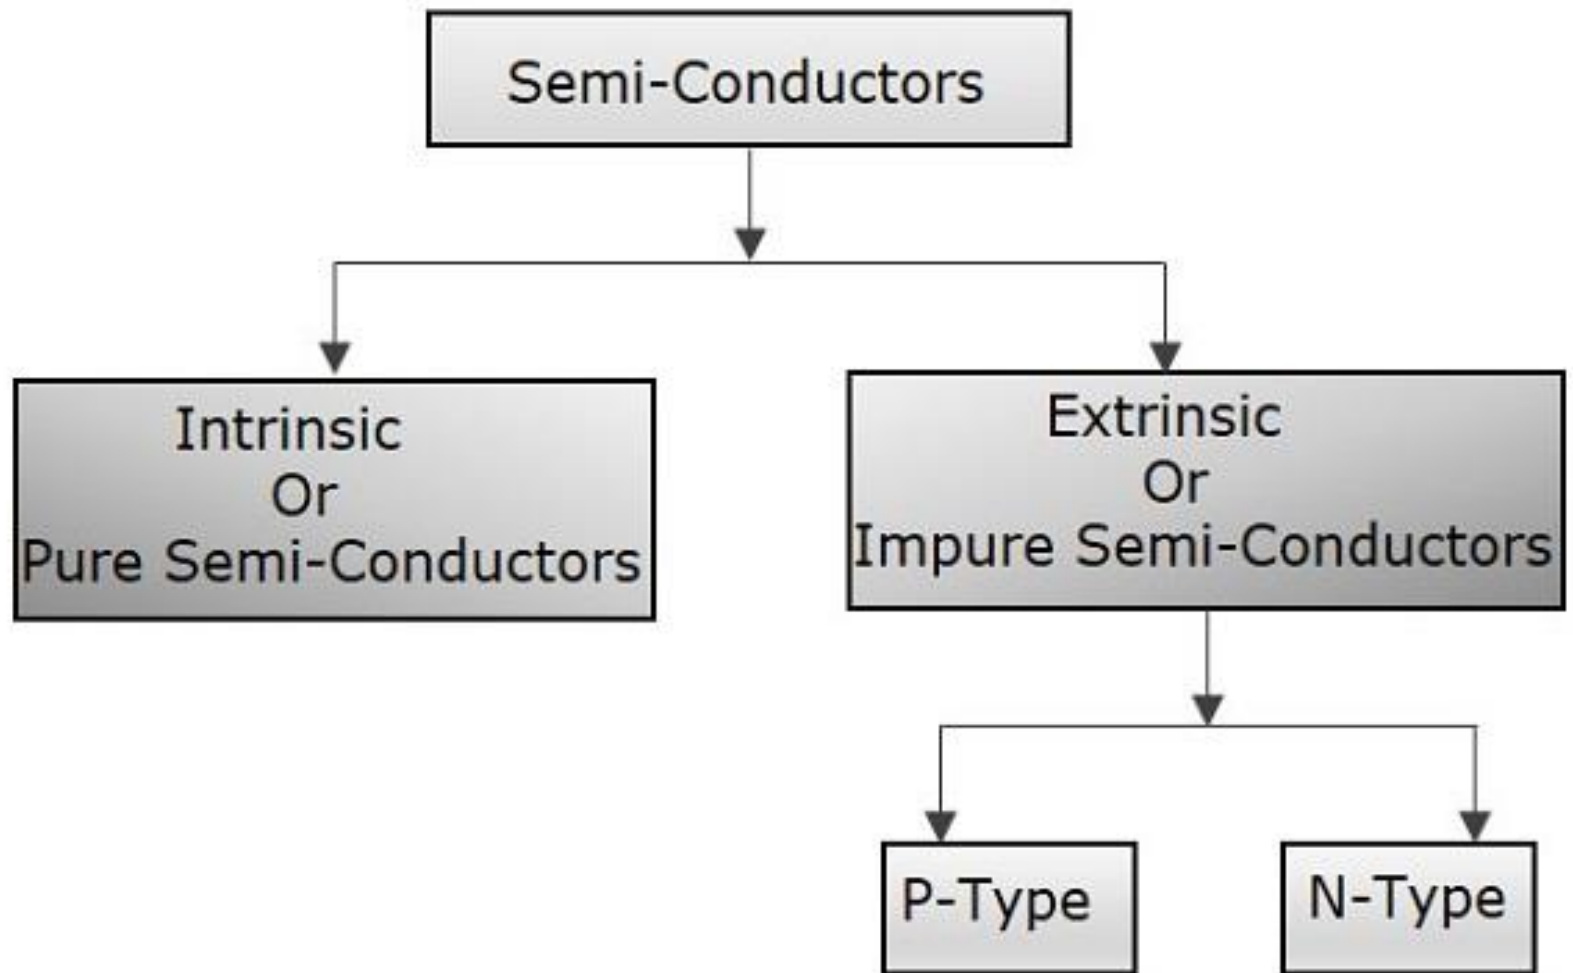 Semi-Conductors
Intrinsic
Or
Pure Semi-Conductors
Extrinsic
Or
Impure Semi-Conductors
P-Type
N-Type